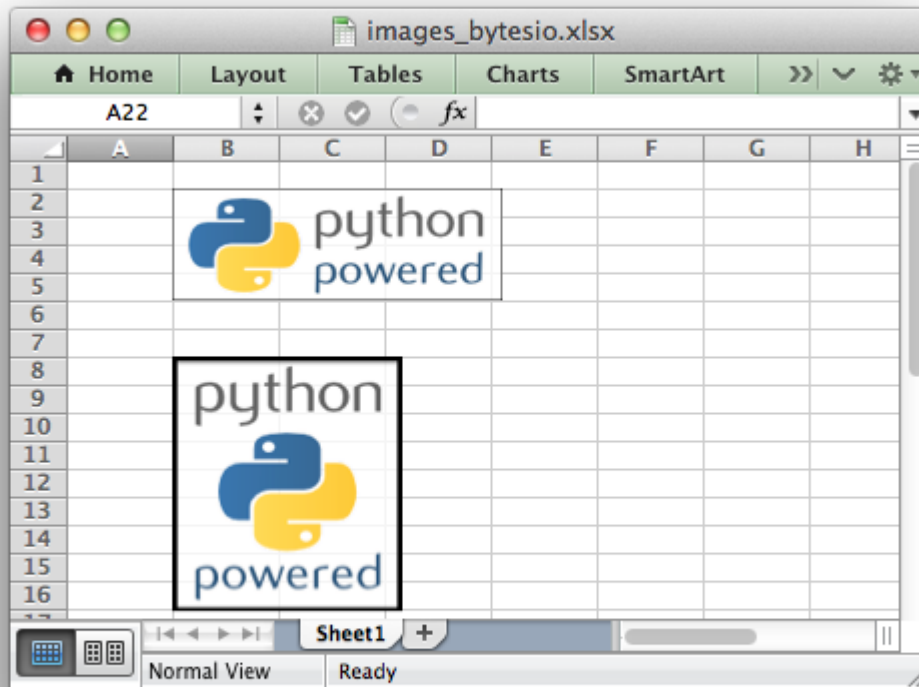 images_bytesio.xlsx
Home Layout Tables Charts SmartArt
A22 fx
A B C D E F G H
1
2
3
4
5
6
7
8
9
10
11
12
13
14
15
16
python
powered
python
powered
Sheet1 +
Normal View Ready